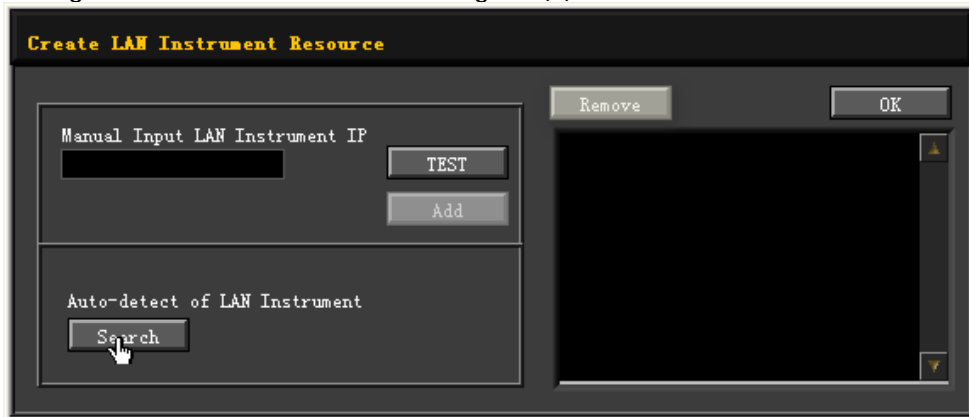 Create LAN Instrument Resource
Manual Input LAN Instrument IP
TEST
Add
Auto-detect of LAN Instrument
Search
Remove
OK